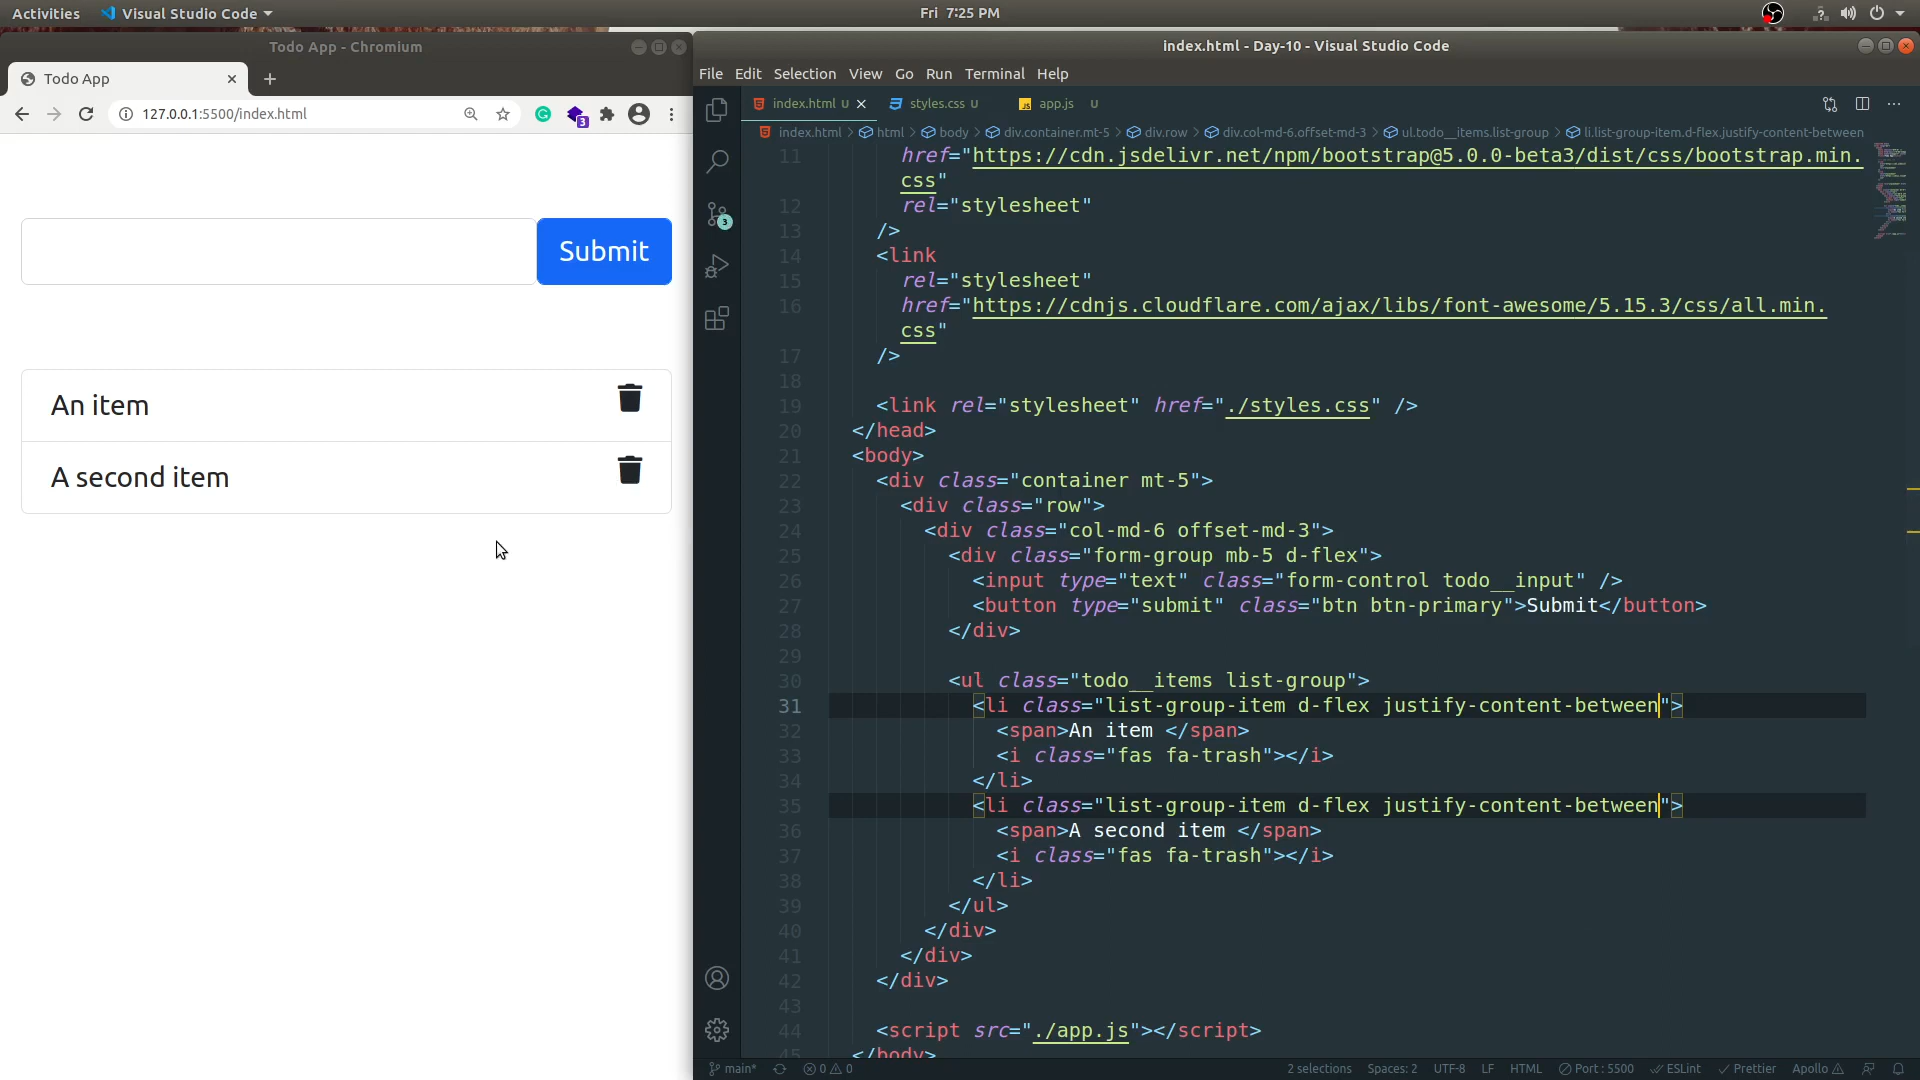 Activities
Visual Studio Code
Fri 7:25 PM
Todo App - Chromium
Todo App
127.0.0.1:5500/index.html
3
Submit
An item
A second item
index.html - Day-10 - Visual Studio Code
File Edit Selection View Go Run Terminal Help
index.html U
styles.css U
JS app.js U
index.html > html > body > div.container.mt-5 > div.row > div.col-md-6.offset-md-3 > ul.todo__items.list-group > li.list-group-item.d-flex.justify-content-between
3
11 href="https://cdn.jsdelivr.net/npm/bootstrap@5.0.0-beta3/dist/css/bootstrap.min.
css"
12 rel="stylesheet"
13 />
14 <link
15 rel="stylesheet"
16 href="https://cdnjs.cloudflare.com/ajax/libs/font-awesome/5.15.3/css/all.min.
css"
17 />
18
19 <link rel="stylesheet" href="./styles.css" />
20 </head>
21 <body>
22 <div class="container mt-5">
23 <div class="row">
24 <div class="col-md-6 offset-md-3">
25 <div class="form-group mb-5 d-flex">
26 <input type="text" class="form-control todo__input" />
27 <button type="submit" class="btn btn-primary">Submit</button>
28 </div>
29
30 <ul class="todo__items list-group">
31 <li class="list-group-item d-flex justify-content-between">
32 <span>An item </span>
33 <i class="fas fa-trash"></i>
34 </li>
35 <li class="list-group-item d-flex justify-content-between">
36 <span>A second item </span>
37 <i class="fas fa-trash"></i>
38 </li>
39 </ul>
40 </div>
41 </div>
42 </div>
43
44 <script src="./app.js"></script>
45 </body>
main* 0 0 2 selections Spaces: 2 UTF-8 LF HTML Port : 5500 ESLint Prettier Apollo